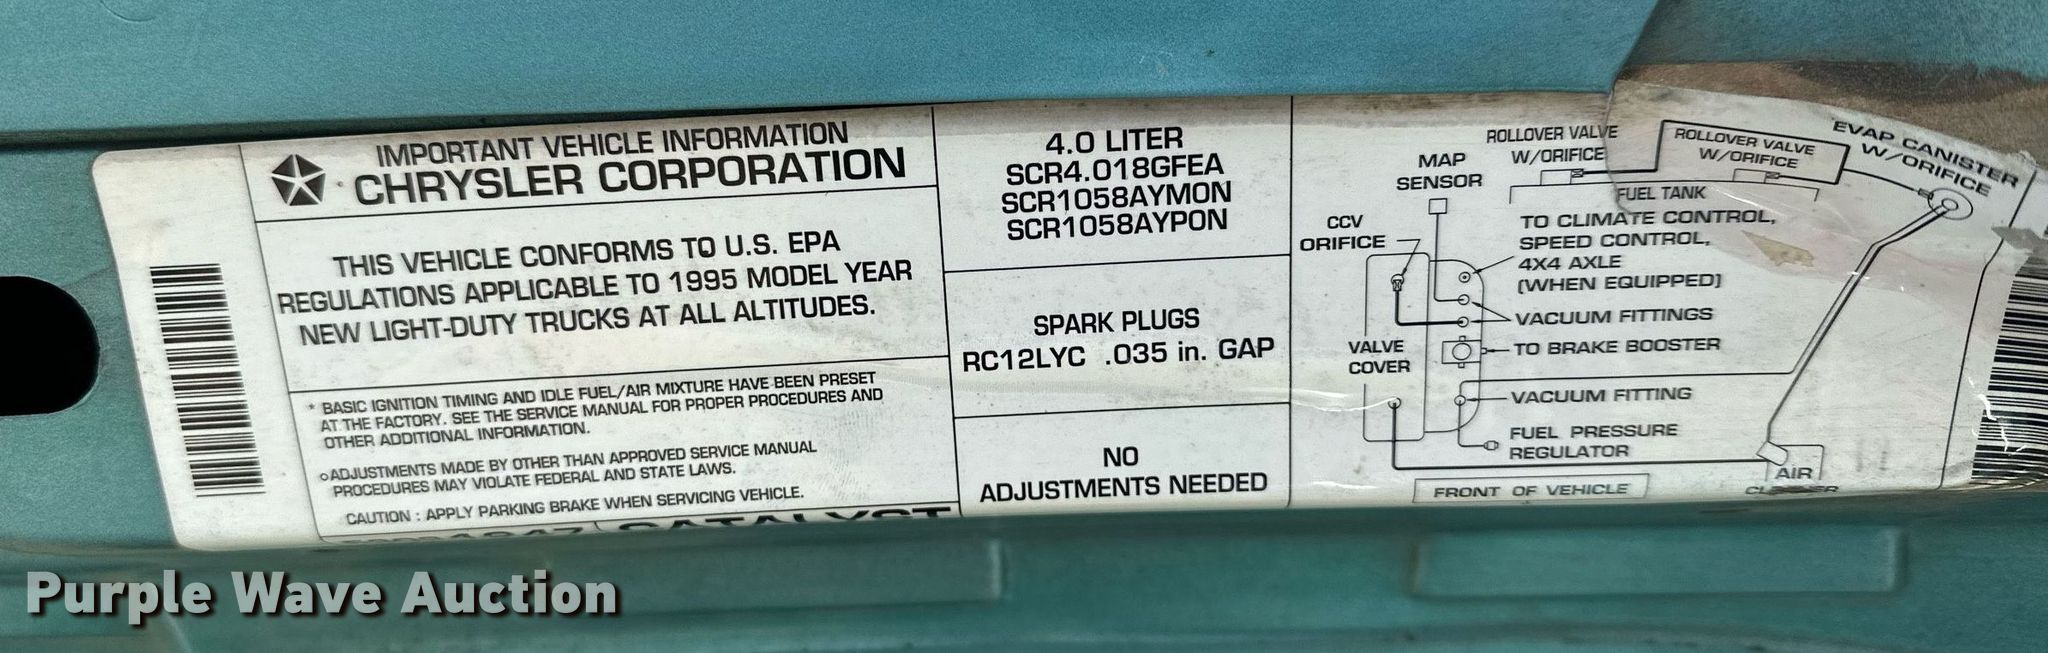 IMPORTANT VEHICLE INFORMATION
CHRYSLER CORPORATION
THIS VEHICLE CONFORMS TO U.S. EPA
REGULATIONS APPLICABLE TO 1995 MODEL YEAR
NEW LIGHT-DUTY TRUCKS AT ALL ALTITUDES.
* BASIC IGNITION TIMING AND IDLE FUEL/AIR MIXTURE HAVE BEEN PRESET
AT THE FACTORY. SEE THE SERVICE MANUAL FOR PROPER PROCEDURES AND
OTHER ADDITIONAL INFORMATION.
o ADJUSTMENTS MADE BY OTHER THAN APPROVED SERVICE MANUAL
PROCEDURES MAY VIOLATE FEDERAL AND STATE LAWS.
CAUTION : APPLY PARKING BRAKE WHEN SERVICING VEHICLE.
CATALYST
4.0 LITER
SCR4.018GFEA
SCR1058AYMON
SCR1058AYPON
SPARK PLUGS
RC12LYC .035 in. GAP
NO
ADJUSTMENTS NEEDED
ROLLOVER VALVE
W/ORIFICE
ROLLOVER VALVE
W/ORIFICE
EVAP CANISTER
W/ORIFICE
MAP
SENSOR
FUEL TANK
CCV
ORIFICE
TO CLIMATE CONTROL,
SPEED CONTROL,
4X4 AXLE
(WHEN EQUIPPED)
VACUUM FITTINGS
VALVE
COVER
TO BRAKE BOOSTER
VACUUM FITTING
FUEL PRESSURE
REGULATOR
AIR
FRONT OF VEHICLE
Purple Wave Auction